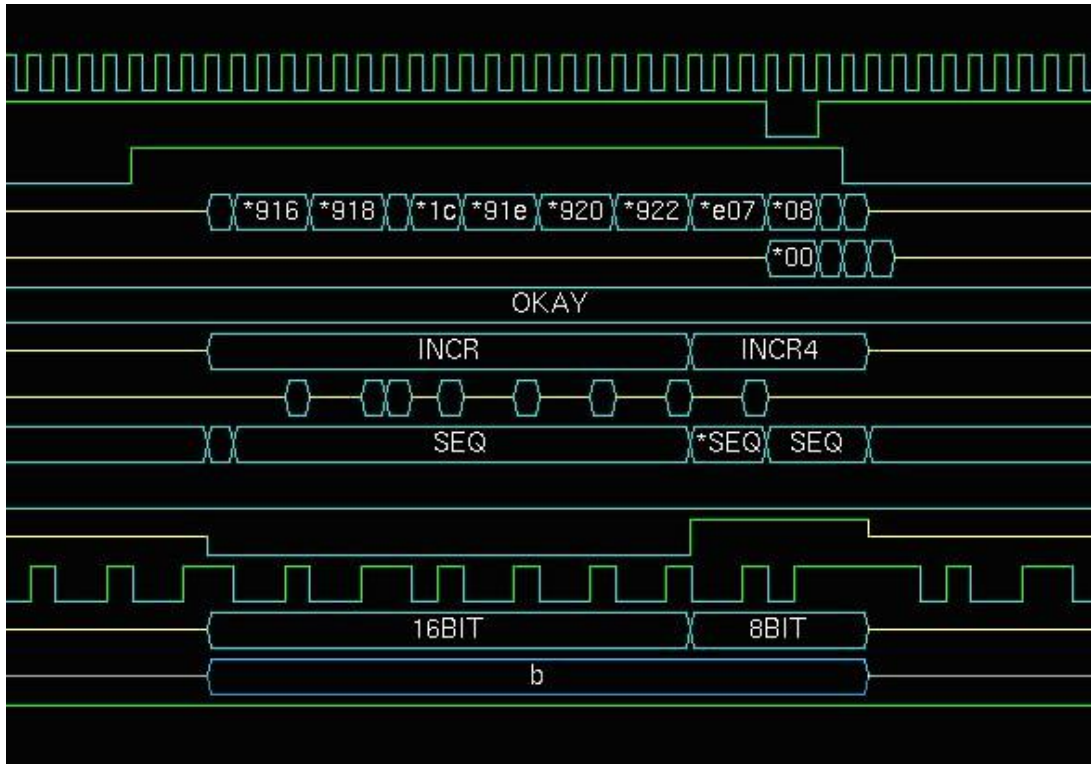 *916 *918 *1c *91e *920 *922 *e07 *08
*00
OKAY
INCR INCR4
SEQ *SEQ SEQ
16BIT 8BIT
b